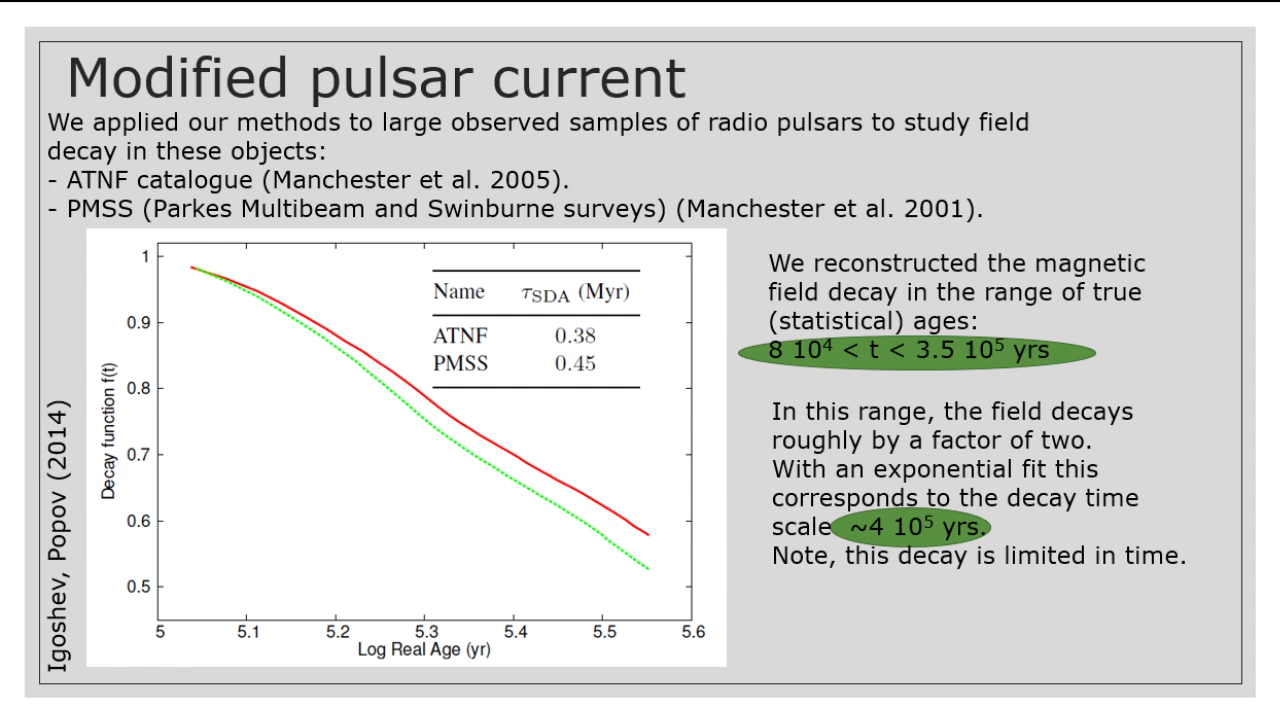 Modified pulsar current
We applied our methods to large observed samples of radio pulsars to study field
decay in these objects:
- ATNF catalogue (Manchester et al. 2005).
- PMSS (Parkes Multibeam and Swinburne surveys) (Manchester et al. 2001).
Igoshev, Popov (2014)
Decay function f(t)
1
0.9
0.8
0.7
0.6
0.5
5 5.1 5.2 5.3 5.4 5.5 5.6
Log Real Age (yr)
Name τSDA (Myr)
ATNF 0.38
PMSS 0.45
We reconstructed the magnetic
field decay in the range of true
(statistical) ages:
8 10⁴ < t < 3.5 10⁵ yrs
In this range, the field decays
roughly by a factor of two.
With an exponential fit this
corresponds to the decay time
scale ~4 10⁵ yrs.
Note, this decay is limited in time.